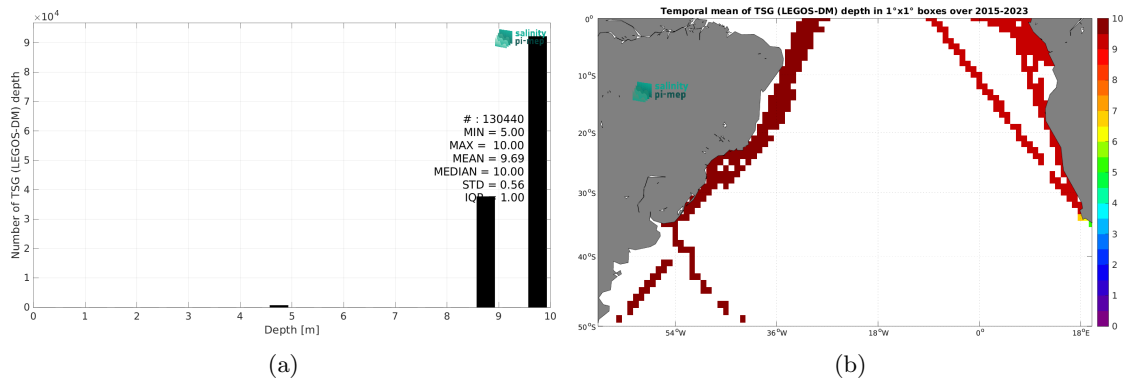 ×10⁴
9
8
7
6
5
4
3
2
1
0
Number of TSG (LEGOS-DM) depth
salinity
pi-mep
# : 130440
MIN = 5.00
MAX = 10.00
MEAN = 9.69
MEDIAN = 10.00
STD = 0.56
IQR = 1.00
0 1 2 3 4 5 6 7 8 9 10
Depth [m]
(a)
Temporal mean of TSG (LEGOS-DM) depth in 1°x1° boxes over 2015-2023
0°
10°S
20°S
30°S
40°S
50°S
salinity
pi-mep
54°W 36°W 18°W 0° 18°E
10
9
8
7
6
5
4
3
2
1
0
(b)